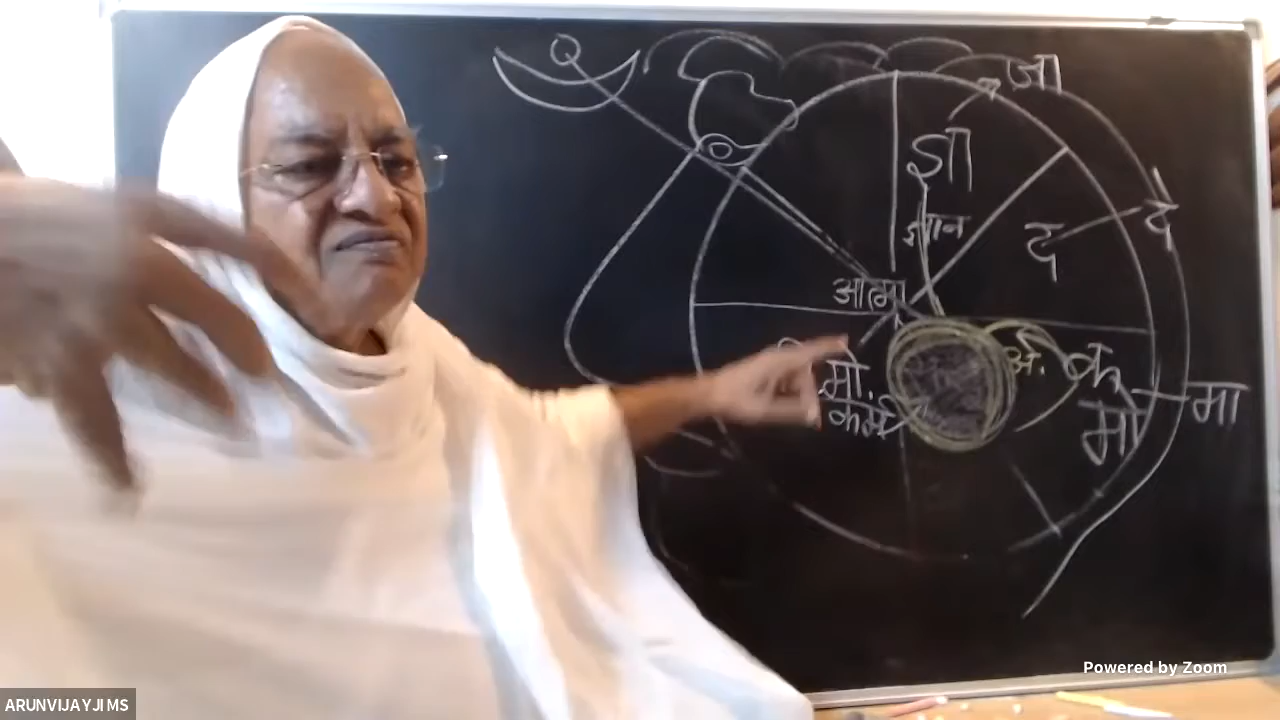 जा
ज्ञा
ज्ञान
द
दे
आत्मा
अ.
क
मो.
कर्म
मो
मा
Powered by Zoom
ARUNVIJAYJI MS